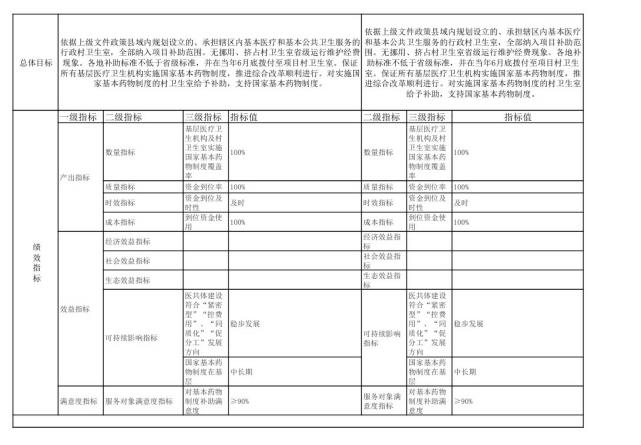 总体目标
依据上级文件政策县域内规划设立的、承担辖区内基本医疗和基本公共卫生服务的
行政村卫生室，全部纳入项目补助范围。无挪用、挤占村卫生室省级运行维护经费
现象。各地补助标准不低于省级标准，并在当年6月底拨付至项目村卫生室。保证
所有基层医疗卫生机构实施国家基本药物制度，推进综合改革顺利进行。对实施国
家基本药物制度的村卫生室给予补助，支持国家基本药物制度。
依据上级文件政策县域内规划设立的、承担辖区内基本医疗
和基本公共卫生服务的行政村卫生室，全部纳入项目补助范
围。无挪用、挤占村卫生室省级运行维护经费现象。各地补
助标准不低于省级标准，并在当年6月底拨付至项目村卫生
室。保证所有基层医疗卫生机构实施国家基本药物制度，推
进综合改革顺利进行。对实施国家基本药物制度的村卫生室
给予补助，支持国家基本药物制度。
绩效指标
一级指标 二级指标 三级指标 指标值 二级指标 三级指标 指标值
产出指标
数量指标
基层医疗卫
生机构及村
卫生室实施
国家基本药
物制度覆盖
率
100%
数量指标
基层医疗卫
生机构及村
卫生室实施
国家基本药
物制度覆盖
率
100%
质量指标 资金到位率 100% 质量指标 资金到位率 100%
时效指标
资金到位及
时性
及时
时效指标
资金到位及
时性
及时
成本指标
到位资金使
用
100%
成本指标
到位资金使
用
100%
效益指标
经济效益指标
经济效益指
标
社会效益指标
社会效益指
标
生态效益指标
生态效益指
标
可持续影响指标
医共体建设
符合“紧密
型”“控费
用”、“同
质化”“促
分工”发展
方向
稳步发展
可持续影响
指标
医共体建设
符合“紧密
型”“控费
用”、“同
质化”“促
分工”发展
方向
稳步发展
国家基本药
物制度在基
层
中长期
国家基本药
物制度在基
层
中长期
满意度指标
服务对象满意度指标
对基本药物
制度补助满
意度
≥90%
服务对象满
意度指标
对基本药物
制度补助满
意度
≥90%